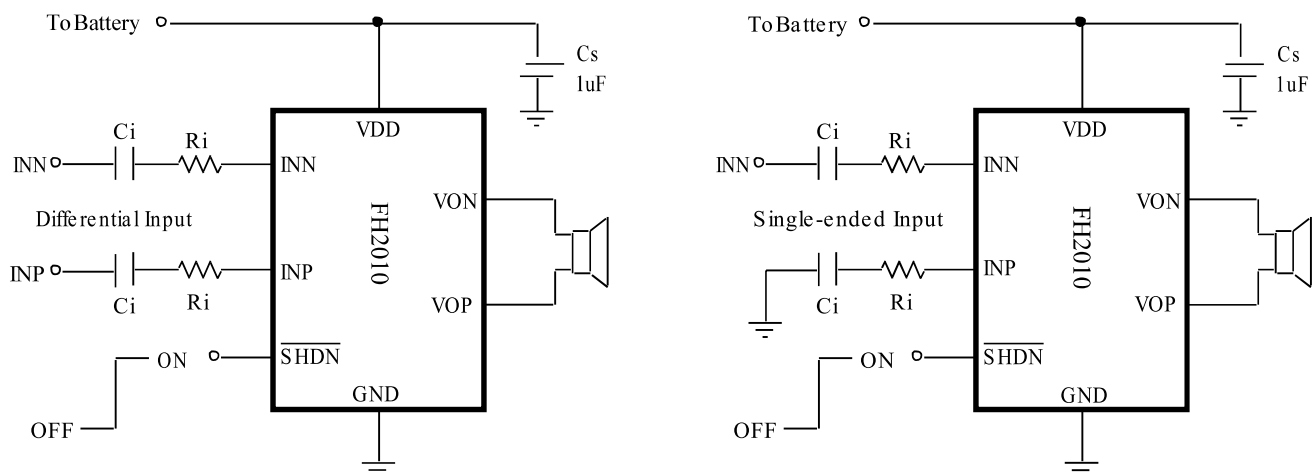 To Battery
Cs
1uF
VDD
Ci
Ri
INN
INN
VON
Differential Input
FH2010
INP
INP
Ci
Ri
VOP
ON
SHDN
GND
OFF
To Battery
Cs
1uF
VDD
Ci
Ri
INN
INN
VON
Single-ended Input
FH2010
INP
Ci
Ri
VOP
ON
SHDN
GND
OFF